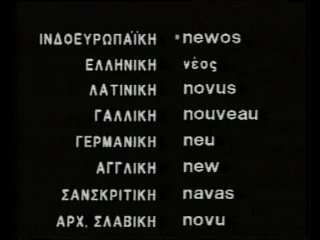 ΙΝΔΟΕΥΡΩΠΑΪΚΗ *newos
ΕΛΛΗΝΙΚΗ νέος
ΛΑΤΙΝΙΚΗ novus
ΓΑΛΛΙΚΗ nouveau
ΓΕΡΜΑΝΙΚΗ neu
ΑΓΓΛΙΚΗ new
ΣΑΝΣΚΡΙΤΙΚΗ navas
ΑΡΧ. ΣΛΑΒΙΚΗ novu